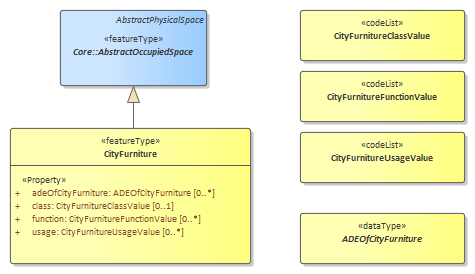 AbstractPhysicalSpace
«featureType»
Core::AbstractOccupiedSpace
«featureType»
CityFurniture
«Property»
+ adeOfCityFurniture: ADEOfCityFurniture [0..*]
+ class: CityFurnitureClassValue [0..1]
+ function: CityFurnitureFunctionValue [0..*]
+ usage: CityFurnitureUsageValue [0..*]
«codeList»
CityFurnitureClassValue
«codeList»
CityFurnitureFunctionValue
«codeList»
CityFurnitureUsageValue
«dataType»
ADEOfCityFurniture